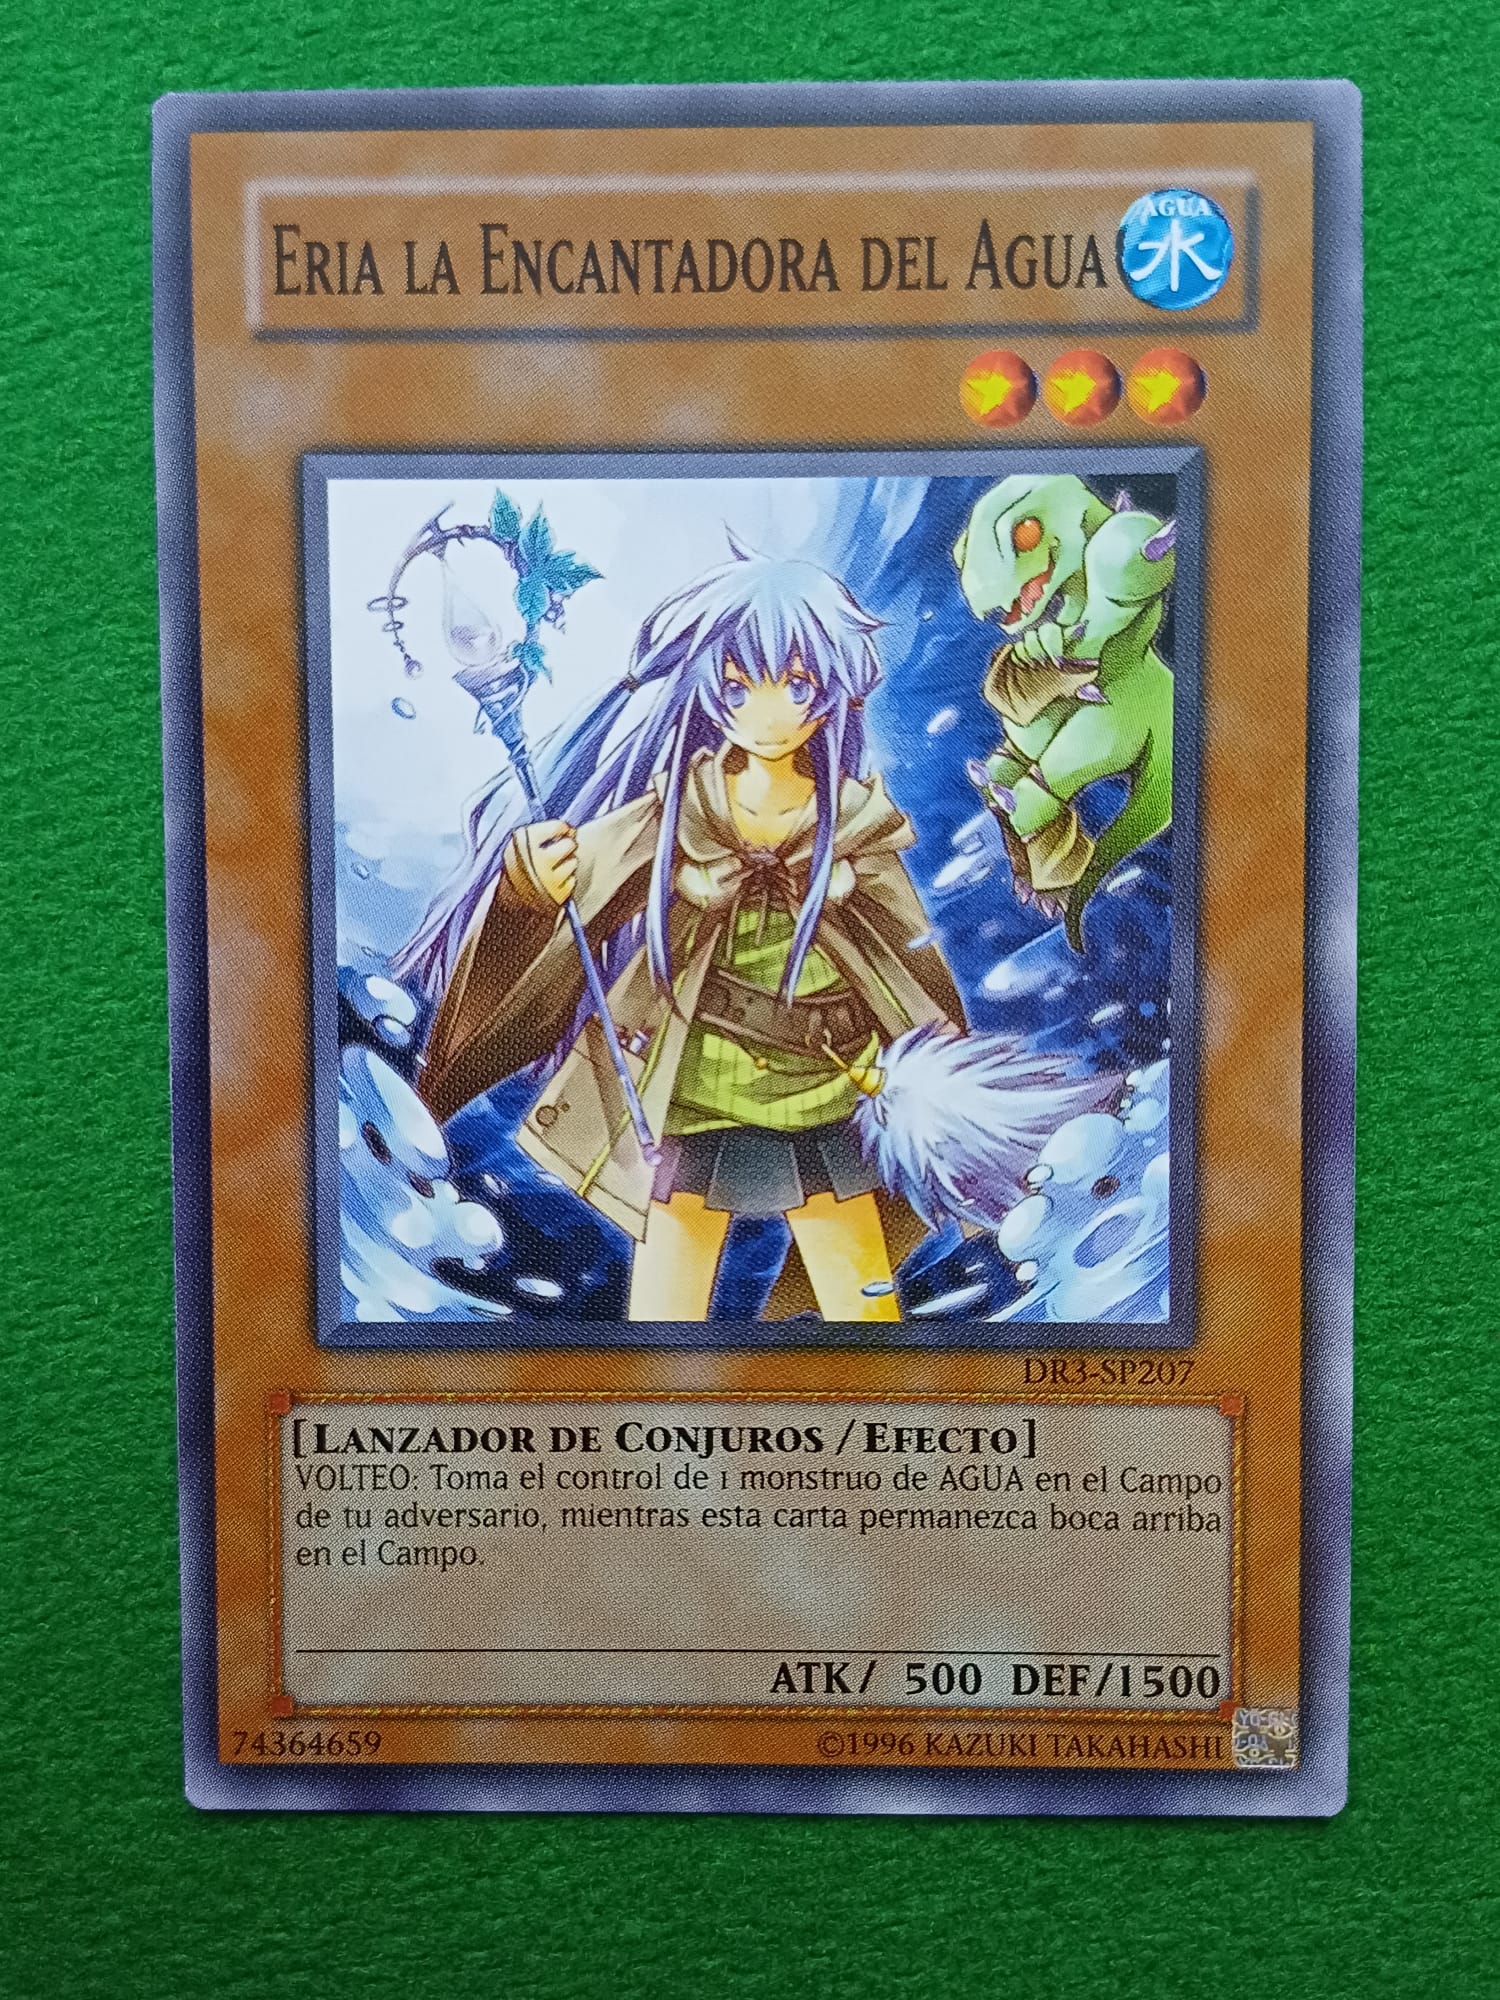 ERIA LA ENCANTADORA DEL AGUA
AGUA
水
DR3-SP207
[LANZADOR DE CONJUROS / EFECTO]
VOLTEO: Toma el control de 1 monstruo de AGUA en el Campo
de tu adversario, mientras esta carta permanezca boca arriba
en el Campo.
ATK/ 500 DEF/1500
74364659
©1996 KAZUKI TAKAHASHI